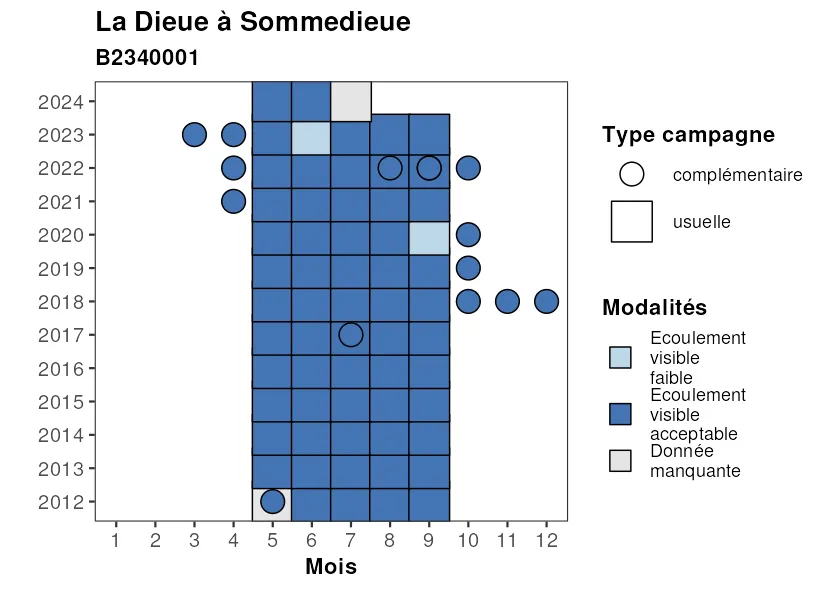 La Dieue à Sommedieue
B2340001
2024
2023
2022
2021
2020
2019
2018
2017
2016
2015
2014
2013
2012
1 2 3 4 5 6 7 8 9 10 11 12
Mois
Type campagne
complémentaire
usuelle
Modalités
Ecoulement
visible
faible
Ecoulement
visible
acceptable
Donnée
manquante